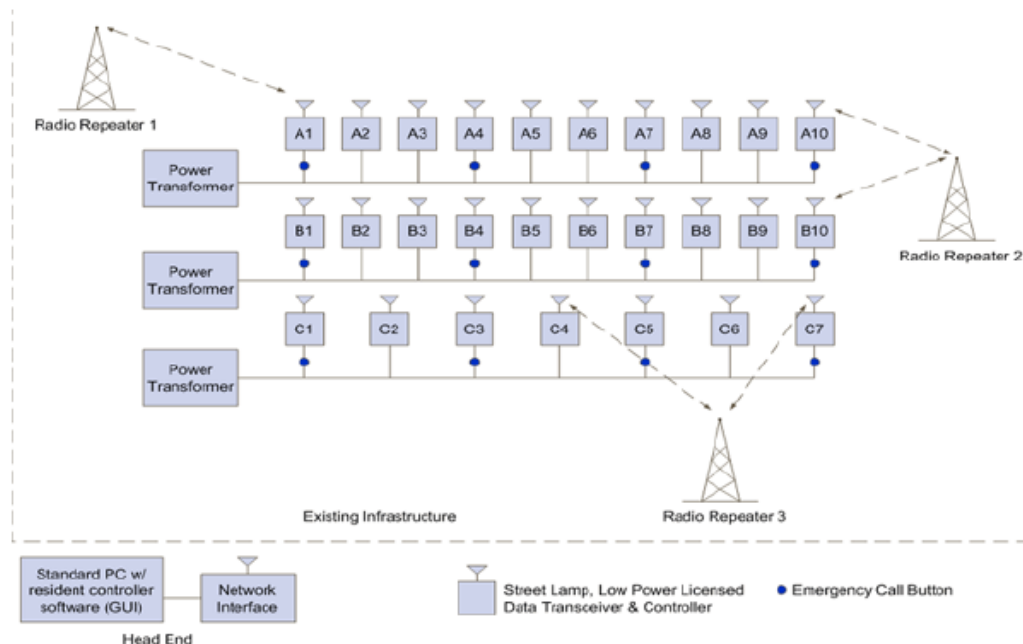 Radio Repeater 1
A1 A2 A3 A4 A5 A6 A7 A8 A9 A10
Power
Transformer
B1 B2 B3 B4 B5 B6 B7 B8 B9 B10
Radio Repeater 2
Power
Transformer
C1 C2 C3 C4 C5 C6 C7
Power
Transformer
Existing Infrastructure
Radio Repeater 3
Standard PC w/
resident controller
software (GUI)
Network
Interface
Head End
Street Lamp, Low Power Licensed
Data Transceiver & Controller
Emergency Call Button